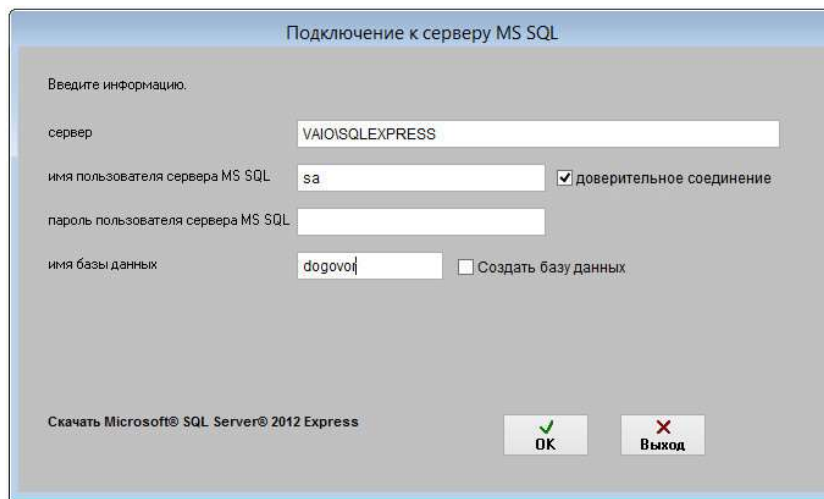 Подключение к серверу MS SQL
Введите информацию.
сервер VAIO\SQLEXPRESS
имя пользователя сервера MS SQL sa доверительное соединение
пароль пользователя сервера MS SQL
имя базы данных dogovor Создать базу данных
Скачать Microsoft® SQL Server® 2012 Express
OK Выход